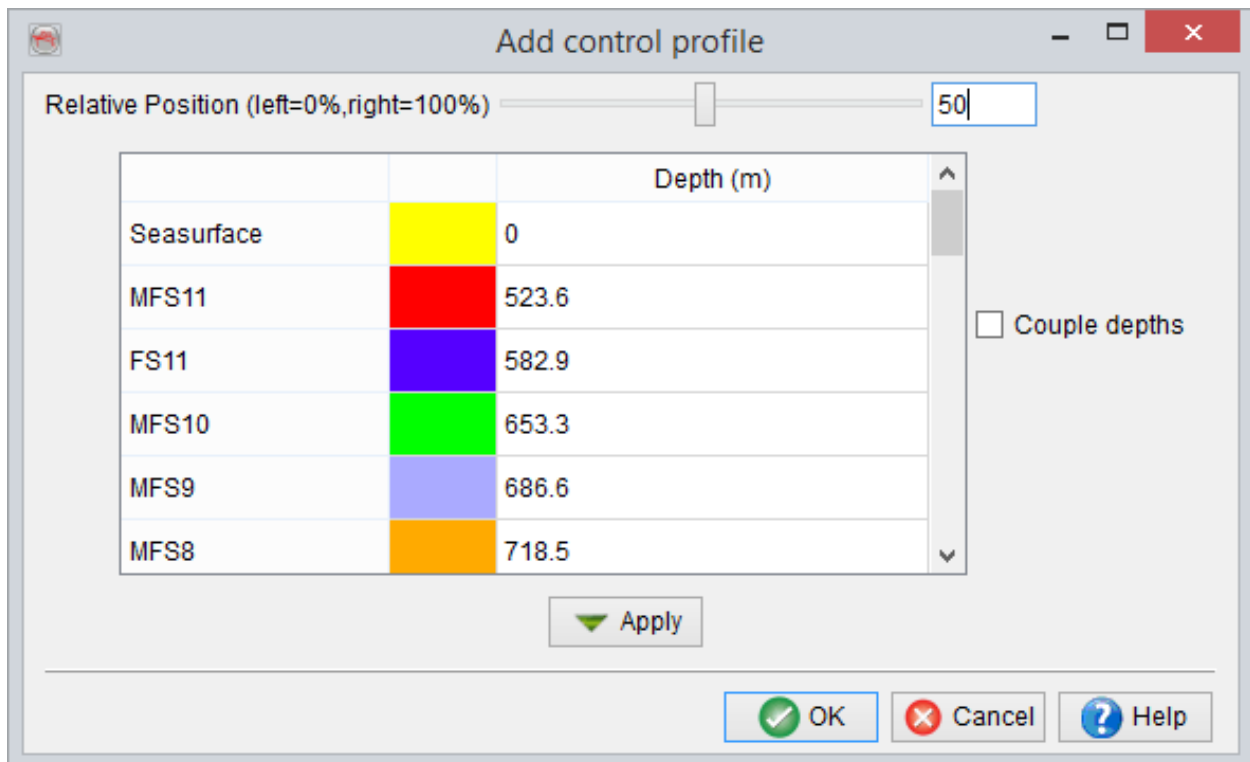 Add control profile
Relative Position (left=0%,right=100%) 50
Depth (m)
Seasurface 0
MFS11 523.6
FS11 582.9
MFS10 653.3
MFS9 686.6
MFS8 718.5
Couple depths
Apply
OK Cancel Help